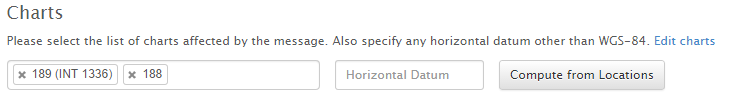 Charts
Please select the list of charts affected by the message. Also specify any horizontal datum other than WGS-84. Edit charts
× 189 (INT 1336) × 188 Horizontal Datum Compute from Locations